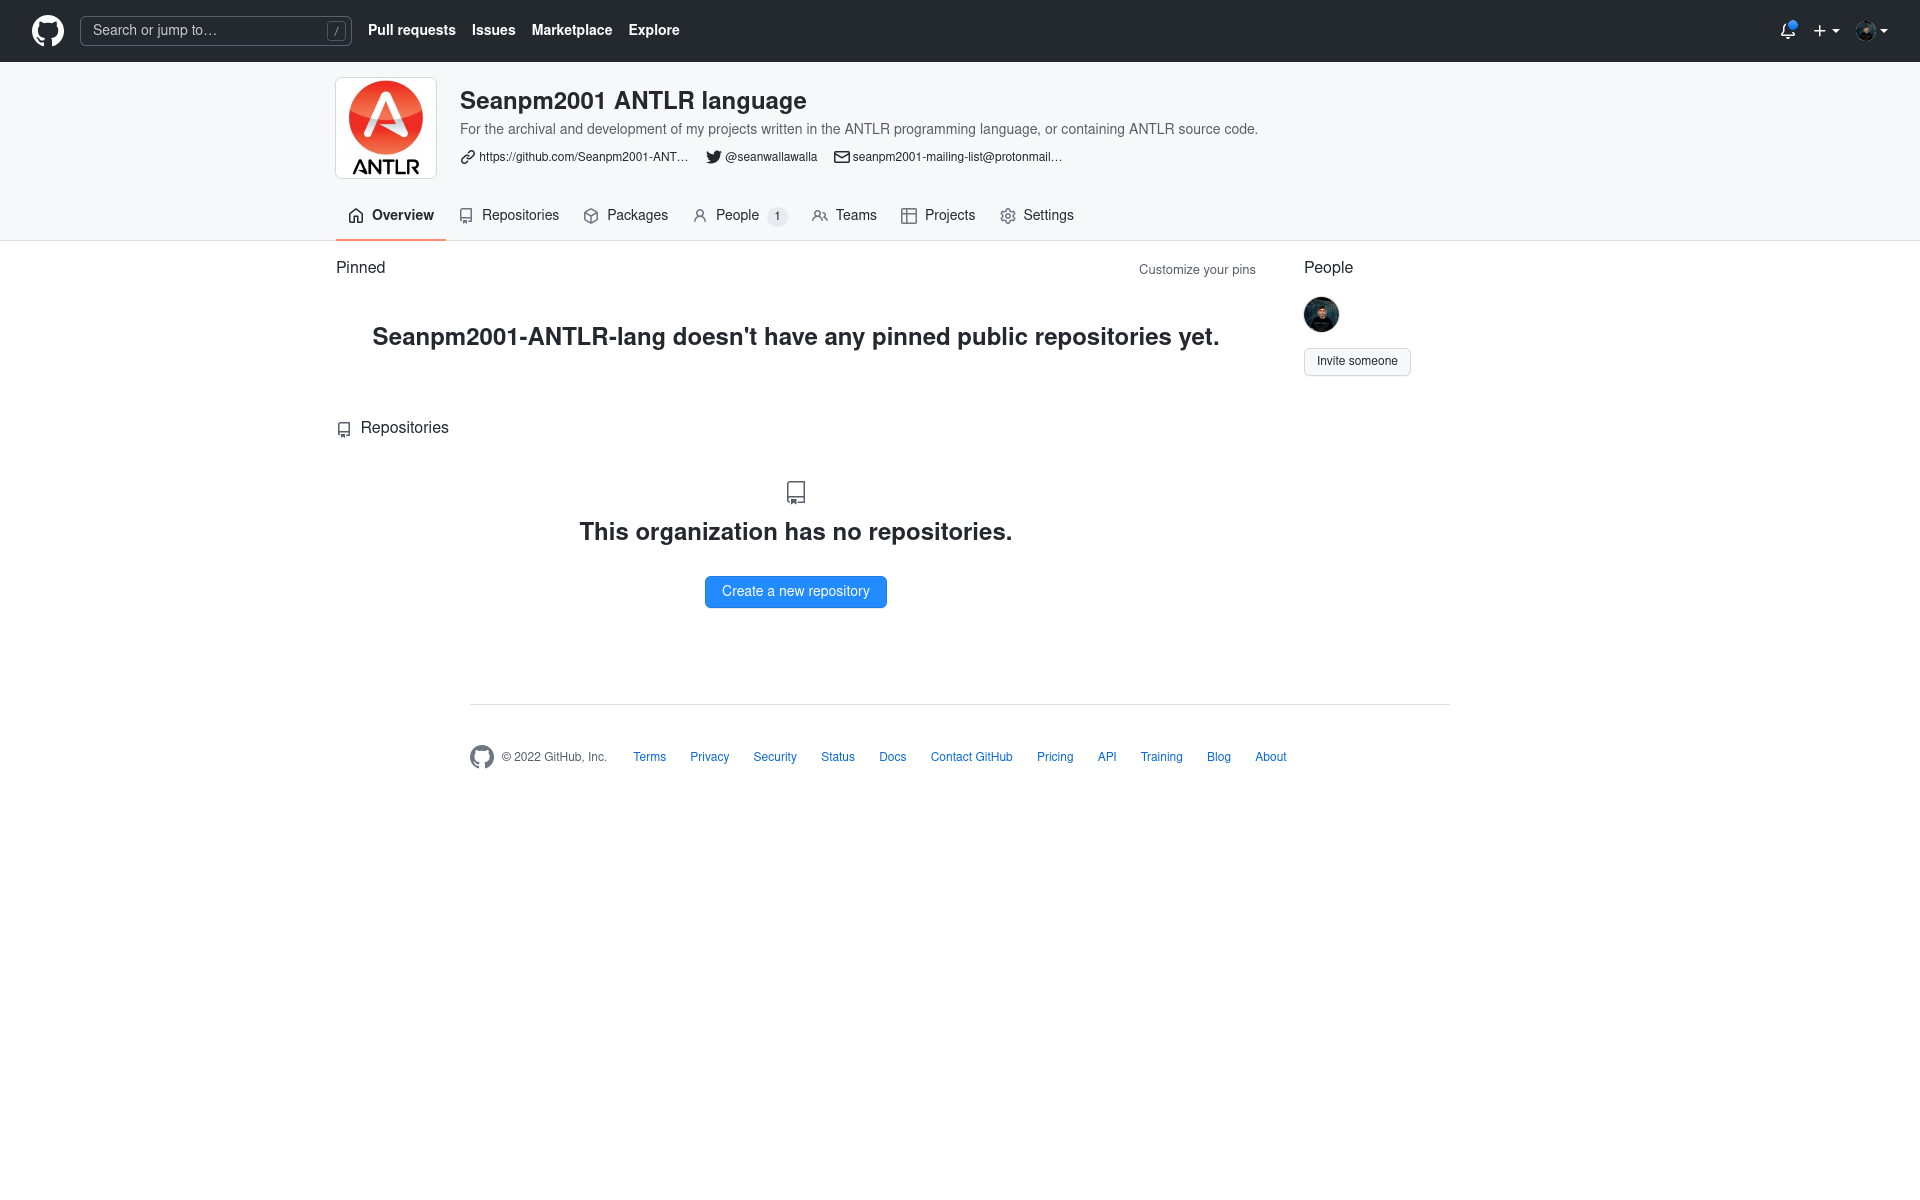 Search or jump to… /
Pull requests Issues Marketplace Explore
ANTLR
Seanpm2001 ANTLR language
For the archival and development of my projects written in the ANTLR programming language, or containing ANTLR source code.
https://github.com/Seanpm2001-ANT… @seanwallawalla seanpm2001-mailing-list@protonmail…
Overview Repositories Packages People 1 Teams Projects Settings
Pinned
Customize your pins
Seanpm2001-ANTLR-lang doesn't have any pinned public repositories yet.
People
Invite someone
Repositories
This organization has no repositories.
Create a new repository
© 2022 GitHub, Inc. Terms Privacy Security Status Docs Contact GitHub Pricing API Training Blog About